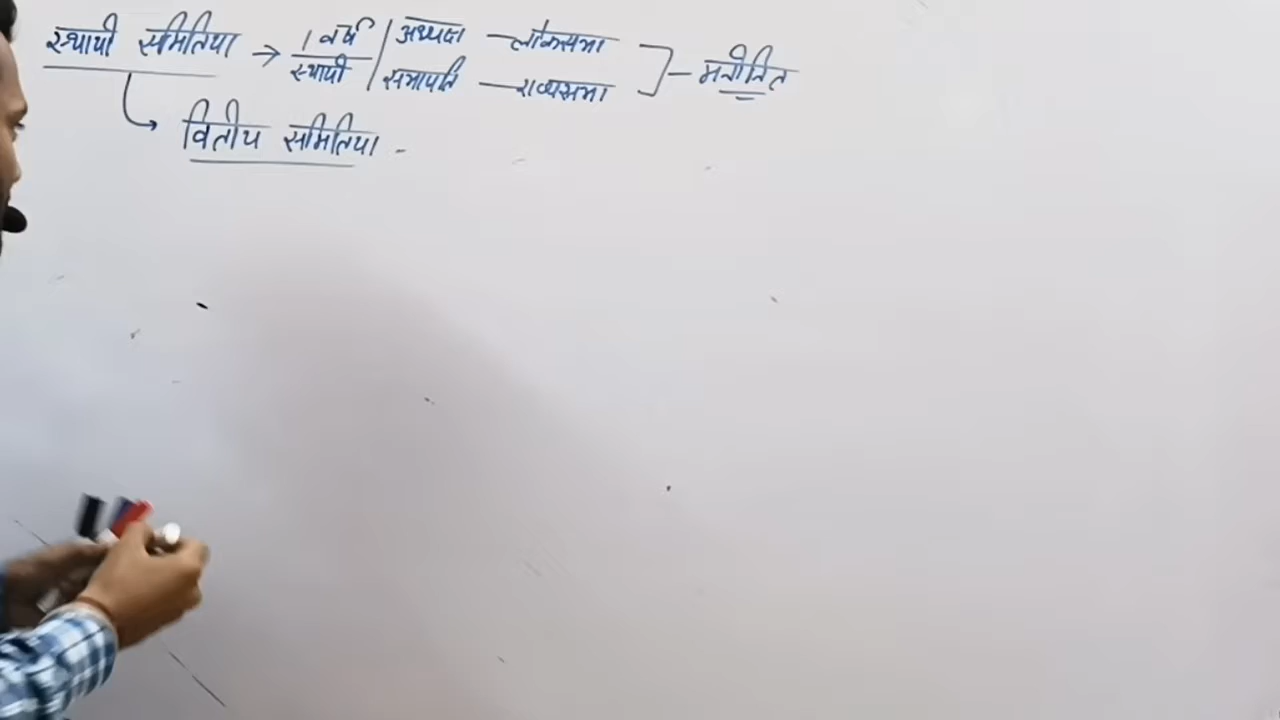 स्थायी समितिया → 1 वर्ष / स्थायी | अध्यक्ष — लोकसभा ] — मनोनित
सभापति — राज्यसभा
वितीय समितिया -